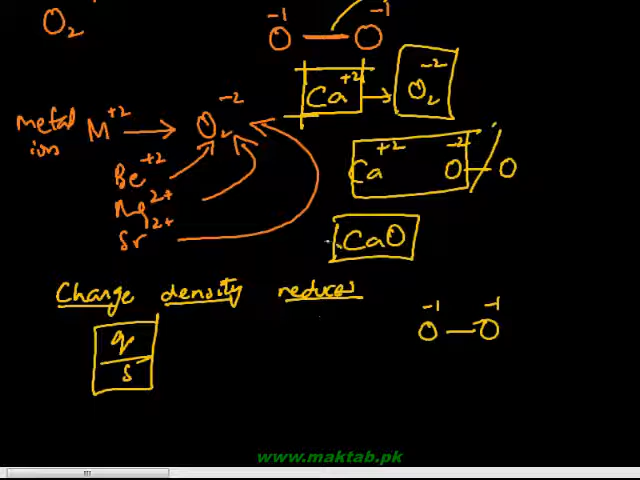 -1 -1
O₂ O — O
Ca⁺² → O₂⁻²
metal ion M⁺² → O₂⁻²
Ca⁺² O⁻² — O
Be⁺²
Mg²⁺
Sr²⁺
CaO
Charge density reduces
-1 -1
O — O
q/s
www.maktab.pk